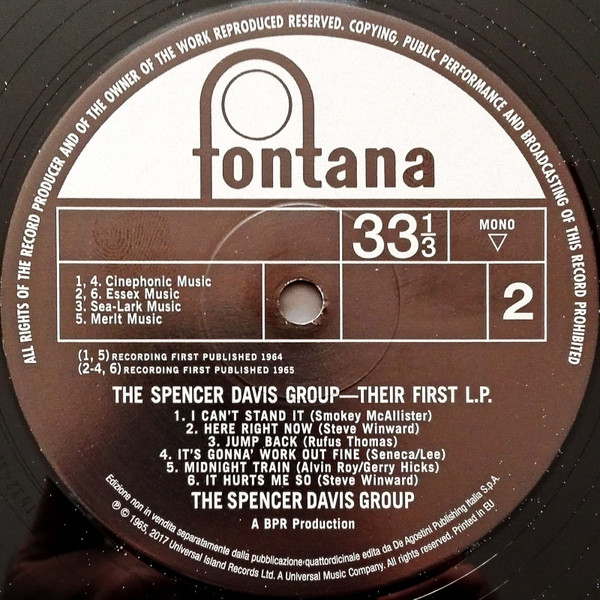 ALL RIGHTS OF THE RECORD PRODUCER AND OF THE OWNER OF THE WORK REPRODUCED RESERVED. COPYING, PUBLIC PERFORMANCE AND BROADCASTING OF THIS RECORD PROHIBITED
fontana
33 1/3
MONO
1, 4. Cinephonic Music
2, 6. Essex Music
3. Sea-Lark Music
5. Merit Music
2
(1, 5) RECORDING FIRST PUBLISHED 1964
(2-4, 6) RECORDING FIRST PUBLISHED 1965
THE SPENCER DAVIS GROUP—THEIR FIRST L.P.
1. I CAN'T STAND IT (Smokey McAllister)
2. HERE RIGHT NOW (Steve Winward)
3. JUMP BACK (Rufus Thomas)
4. IT'S GONNA' WORK OUT FINE (Seneca/Lee)
5. MIDNIGHT TRAIN (Alvin Roy/Gerry Hicks)
6. IT HURTS ME SO (Steve Winward)
THE SPENCER DAVIS GROUP
A BPR Production
Edizione non in vendita separatamente dalla pubblicazione quattordicinale edita da De Agostini Publishing Italia S.p.A.
℗ © 1965, 2017 Universal Island Records Ltd. A Universal Music Company. All rights reserved. Printed in EU